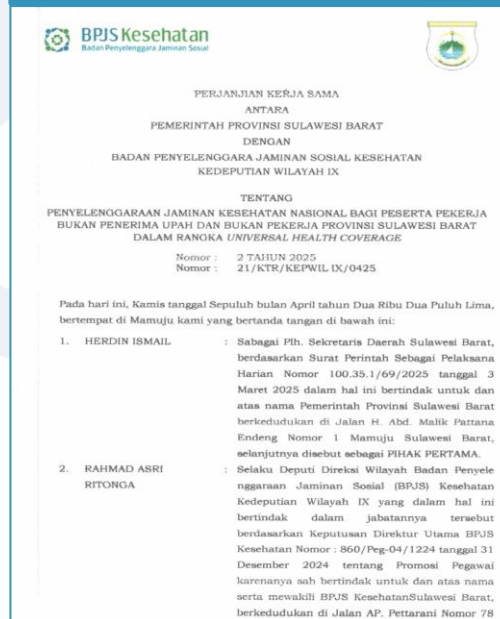 BPJS Kesehatan
Badan Penyelenggara Jaminan Sosial
PERJANJIAN KERJA SAMA
ANTARA
PEMERINTAH PROVINSI SULAWESI BARAT
DENGAN
BADAN PENYELENGGARA JAMINAN SOSIAL KESEHATAN
KEDEPUTIAN WILAYAH IX
TENTANG
PENYELENGGARAAN JAMINAN KESEHATAN NASIONAL BAGI PESERTA PEKERJA
BUKAN PENERIMA UPAH DAN BUKAN PEKERJA PROVINSI SULAWESI BARAT
DALAM RANGKA UNIVERSAL HEALTH COVERAGE
Nomor : 2 TAHUN 2025
Nomor : 21/KTR/KEPWIL IX/0425
Pada hari ini, Kamis tanggal Sepuluh bulan April tahun Dua Ribu Dua Puluh Lima,
bertempat di Mamuju kami yang bertanda tangan di bawah ini:
1. HERDIN ISMAIL : Sabagai Plh. Sekretaris Daerah Sulawesi Barat,
berdasarkan Surat Perintah Sebagai Pelaksana
Harian Nomor 100.35.1/69/2025 tanggal 3
Maret 2025 dalam hal ini bertindak untuk dan
atas nama Pemerintah Provinsi Sulawesi Barat
berkedudukan di Jalan H. Abd. Malik Pattana
Endeng Nomor 1 Mamuju Sulawesi Barat,
selanjutnya disebut sebagai PIHAK PERTAMA.
2. RAHMAD ASRI : Selaku Deputi Direksi Wilayah Badan Penyele
RITONGA nggaraan Jaminan Sosial (BPJS) Kesehatan
Kedeputian Wilayah IX yang dalam hal ini
bertindak dalam jabatannya tersebut
berdasarkan Keputusan Direktur Utama BPJS
Kesehatan Nomor : 860/Peg-04/1224 tanggal 31
Desember 2024 tentang Promosi Pegawai
karenanya sah bertindak untuk dan atas nama
serta mewakili BPJS KesehatanSulawesi Barat,
berkedudukan di Jalan AP. Pettarani Nomor 78